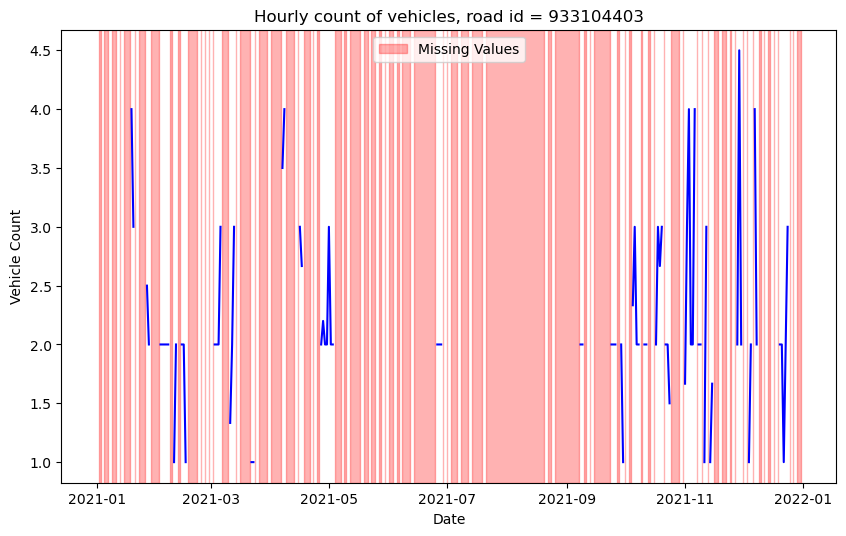 Hourly count of vehicles, road id = 933104403
Missing Values
Vehicle Count
4.5
4.0
3.5
3.0
2.5
2.0
1.5
1.0
2021-01 2021-03 2021-05 2021-07 2021-09 2021-11 2022-01
Date